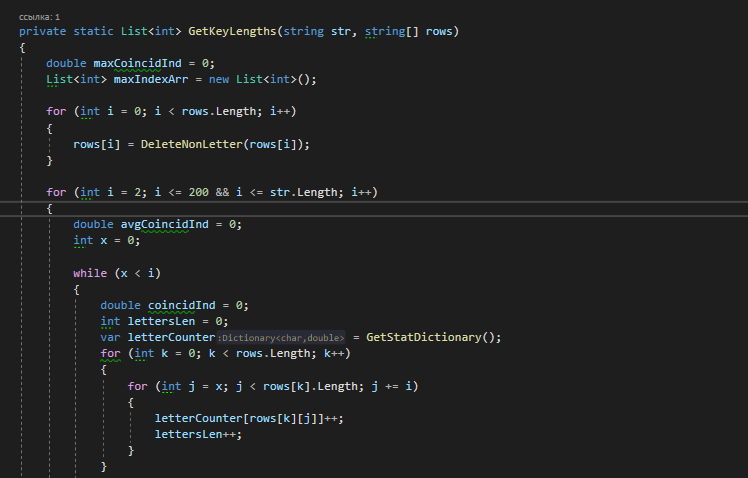 ссылка: 1
private static List<int> GetKeyLengths(string str, string[] rows)
{
double maxCoincidInd = 0;
List<int> maxIndexArr = new List<int>();
for (int i = 0; i < rows.Length; i++)
{
rows[i] = DeleteNonLetter(rows[i]);
}
for (int i = 2; i <= 200 && i <= str.Length; i++)
{
double avgCoincidInd = 0;
int x = 0;
while (x < i)
{
double coincidInd = 0;
int lettersLen = 0;
var letterCounter :Dictionary<char,double> = GetStatDictionary();
for (int k = 0; k < rows.Length; k++)
{
for (int j = x; j < rows[k].Length; j += i)
{
letterCounter[rows[k][j]]++;
lettersLen++;
}
}